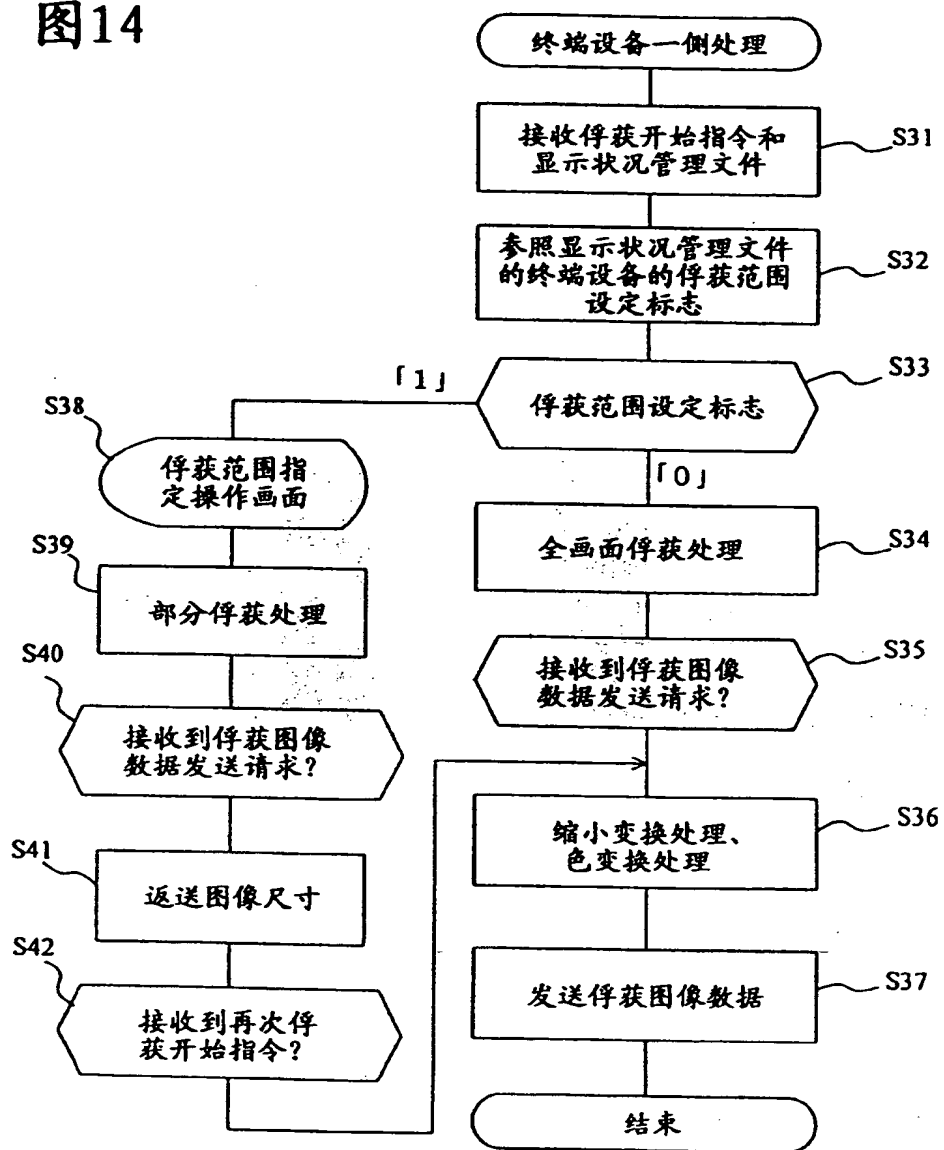 图14
终端设备一侧处理
接收俘获开始指令和
显示状况管理文件
S31
参照显示状况管理文件
的终端设备的俘获范围
设定标志
S32
俘获范围设定标志
S33
「1」
「0」
S38
俘获范围指
定操作画面
S39
部分俘获处理
S40
接收到俘获图像
数据发送请求?
S41
返送图像尺寸
S42
接收到再次俘
获开始指令?
全画面俘获处理
S34
接收到俘获图像
数据发送请求?
S35
缩小变换处理、
色变换处理
S36
发送俘获图像数据
S37
结束